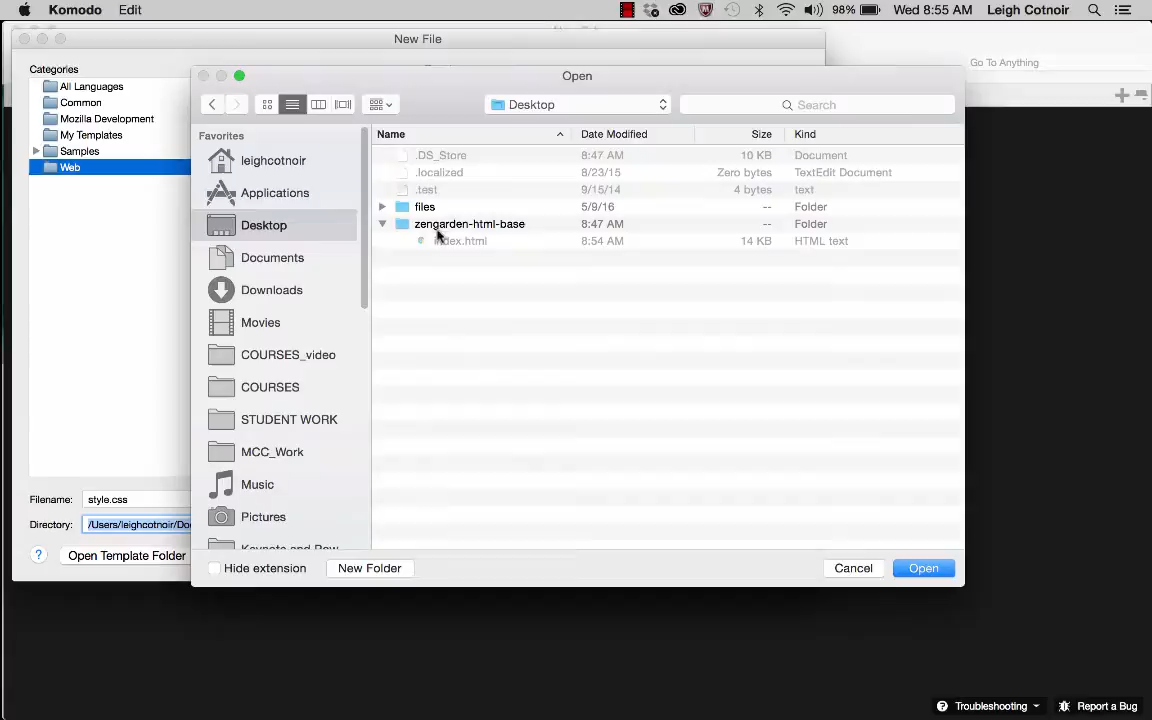 Komodo Edit 98% Wed 8:55 AM Leigh Cotnoir
New File
Go To Anything
Categories
All Languages
Common
Mozilla Development
My Templates
Samples
Web
Filename: style.css
Directory: /Users/leighcotnoir/Do
? Open Template Folder
Open
Desktop
Search
Favorites
leighcotnoir
Applications
Desktop
Documents
Downloads
Movies
COURSES_video
COURSES
STUDENT WORK
MCC_Work
Music
Pictures
Name Date Modified Size Kind
.DS_Store 8:47 AM 10 KB Document
.localized 8/23/15 Zero bytes TextEdit Document
.test 9/15/14 4 bytes text
files 5/9/16 -- Folder
zengarden-html-base 8:47 AM -- Folder
index.html 8:54 AM 14 KB HTML text
Hide extension New Folder Cancel Open
? Troubleshooting Report a Bug